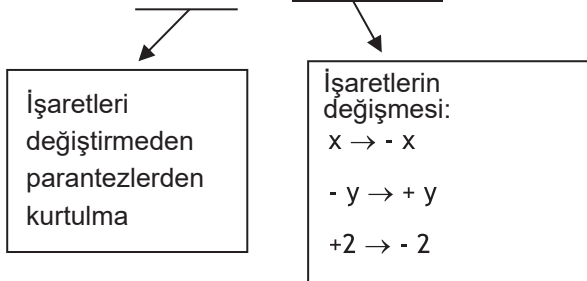 İşaretleri
değiştirmeden
parantezlerden
kurtulma
İşaretlerin
değişmesi:
x → - x
- y → + y
+2 → - 2